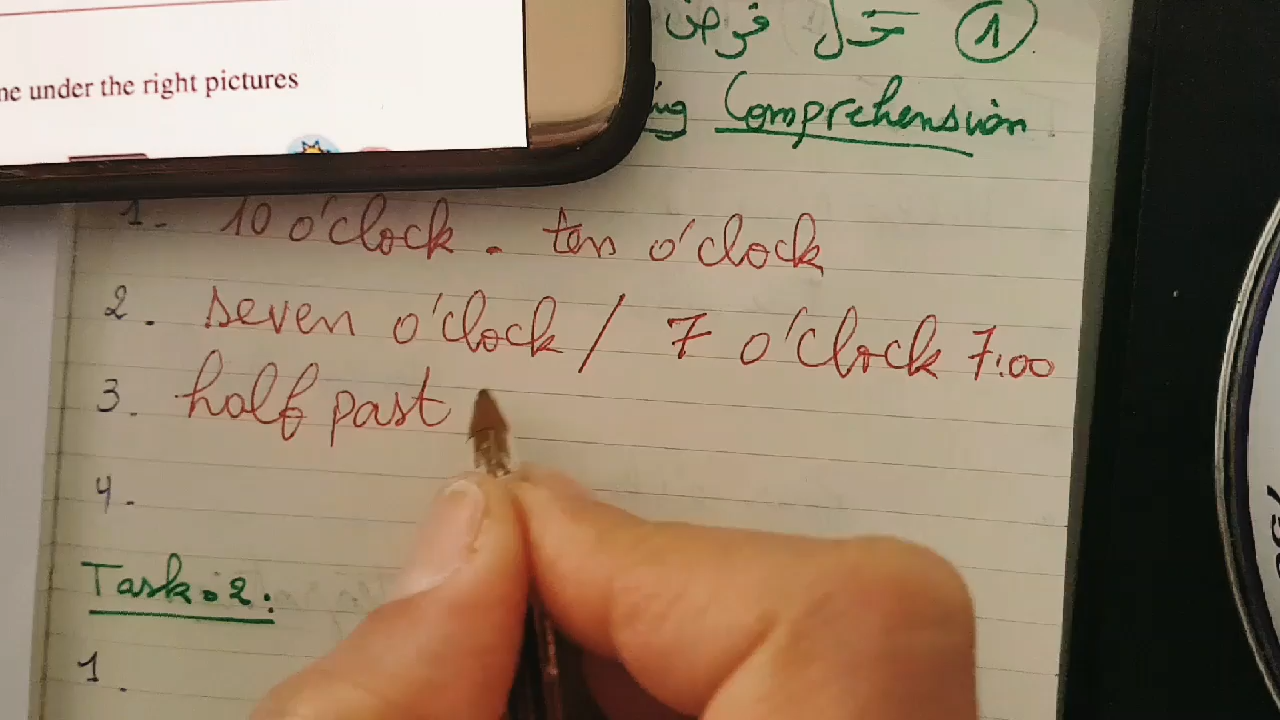 ne under the right pictures
① حل فرض
ing Comprehension
1. 10 o'clock. ten o'clock
2. seven o'clock / 7 o'clock 7:00
3. half past
4.
Task.2:
1.